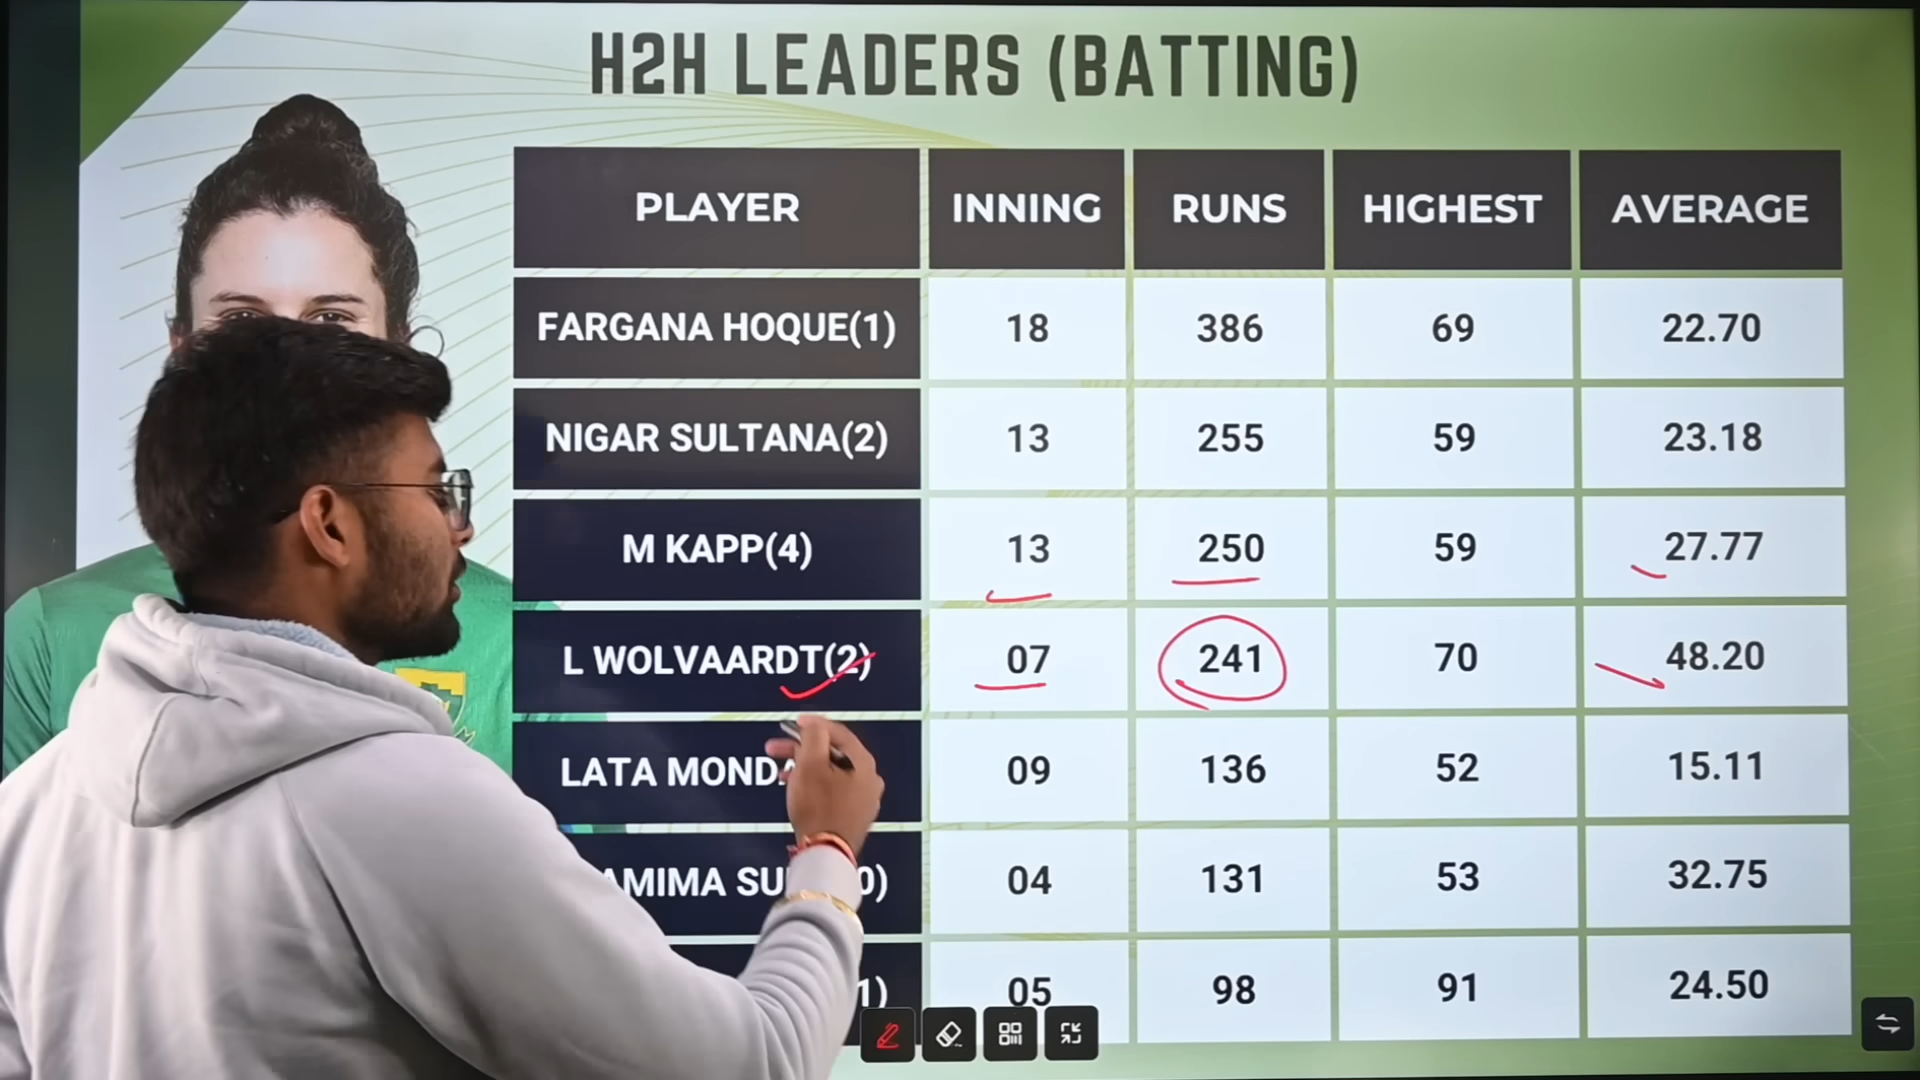 H2H LEADERS (BATTING)
PLAYER INNING RUNS HIGHEST AVERAGE
FARGANA HOQUE(1) 18 386 69 22.70
NIGAR SULTANA(2) 13 255 59 23.18
M KAPP(4) 13 250 59 27.77
L WOLVAARDT(2) 07 241 70 48.20
LATA 09 136 52 15.11
04 131 53 32.75
05 98 91 24.50